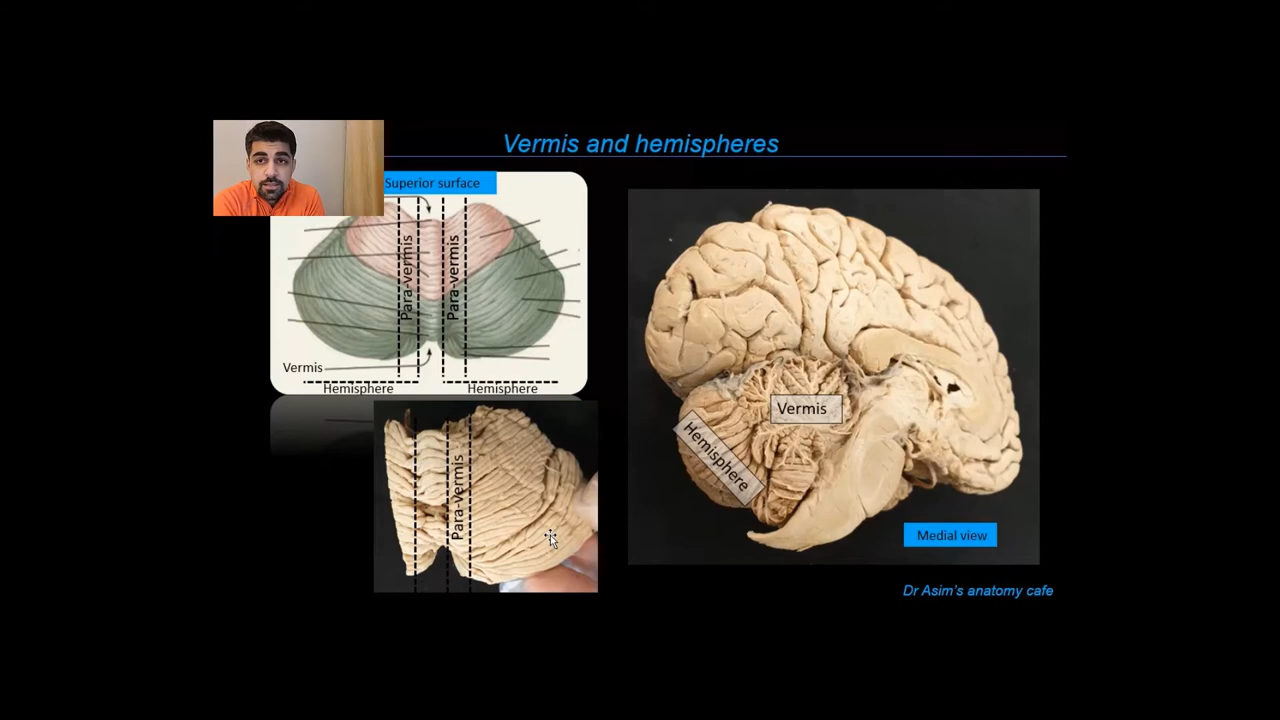 Vermis and hemispheres
Superior surface
Para-vermis
Para-vermis
Vermis
Hemisphere
Hemisphere
Para-vermis
Vermis
Hemisphere
Medial view
Dr Asim's anatomy cafe